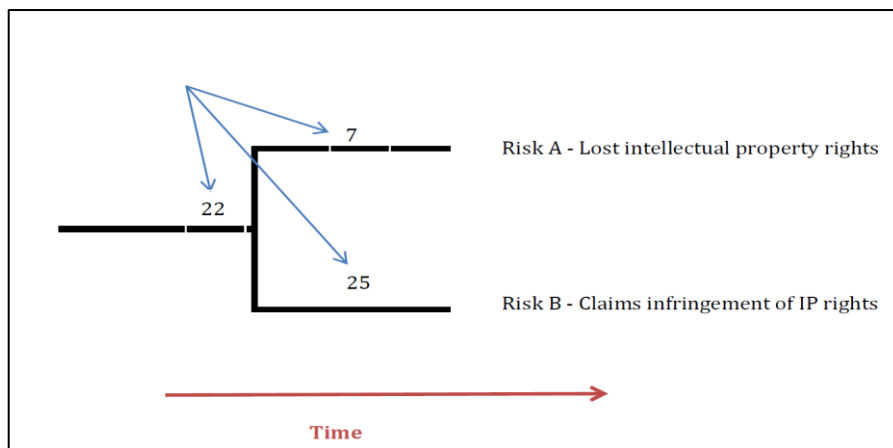 7
Risk A - Lost intellectual property rights
22
25
Risk B - Claims infringement of IP rights
Time